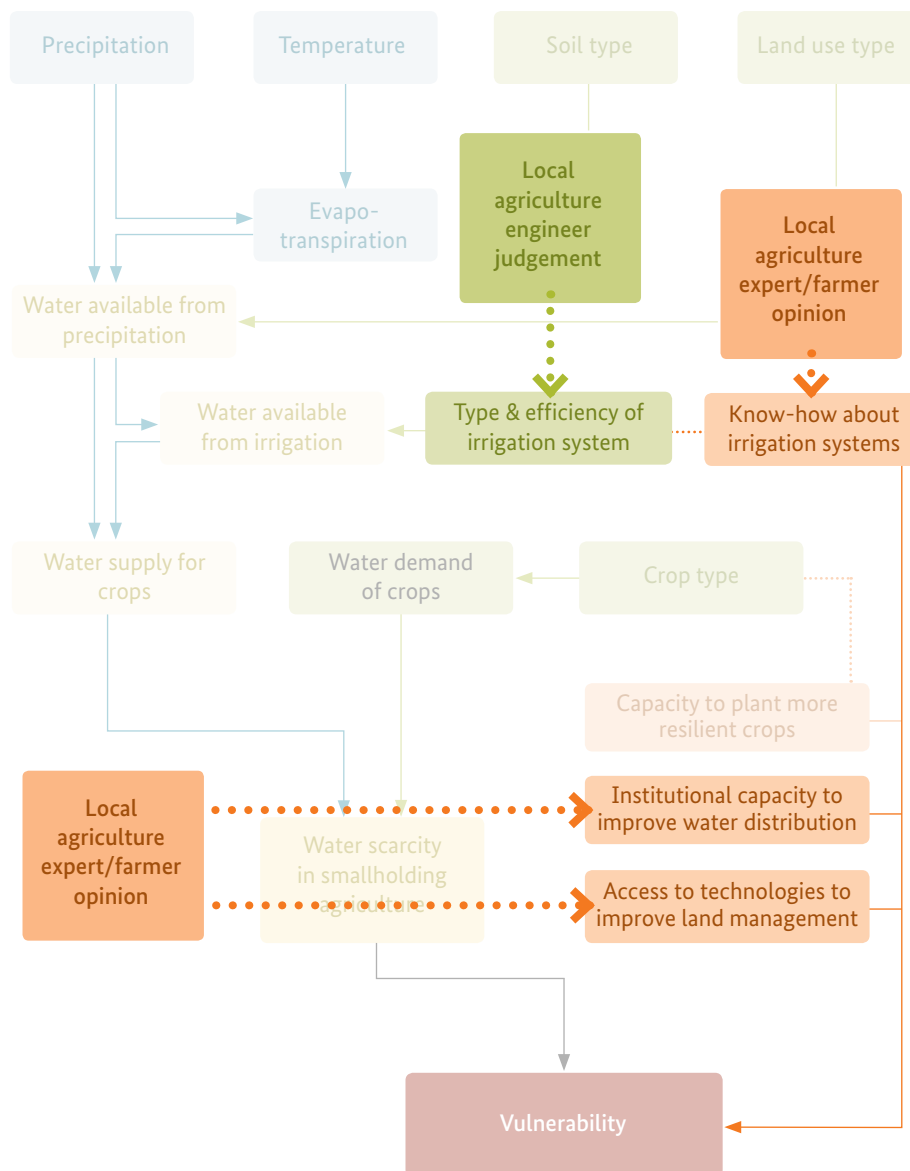 Precipitation
Temperature
Soil type
Land use type
Local
agriculture
engineer
judgement
Local
agriculture
expert/farmer
opinion
Evapo-
transpiration
Water available from
precipitation
Water available
from irrigation
Type & efficiency of
irrigation system
Know-how about
irrigation systems
Water supply for
crops
Water demand
of crops
Crop type
Capacity to plant more
resilient crops
Local
agriculture
expert/farmer
opinion
Institutional capacity to
improve water distribution
Water scarcity
in smallholding
agriculture
Access to technologies to
improve land management
Vulnerability